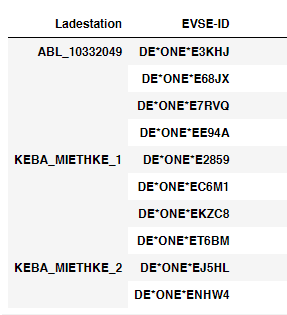 Ladestation EVSE-ID
ABL_10332049 DE*ONE*E3KHJ
DE*ONE*E68JX
DE*ONE*E7RVQ
DE*ONE*EE94A
KEBA_MIETHKE_1 DE*ONE*E2859
DE*ONE*EC6M1
DE*ONE*EKZC8
DE*ONE*ET6BM
KEBA_MIETHKE_2 DE*ONE*EJ5HL
DE*ONE*ENHW4